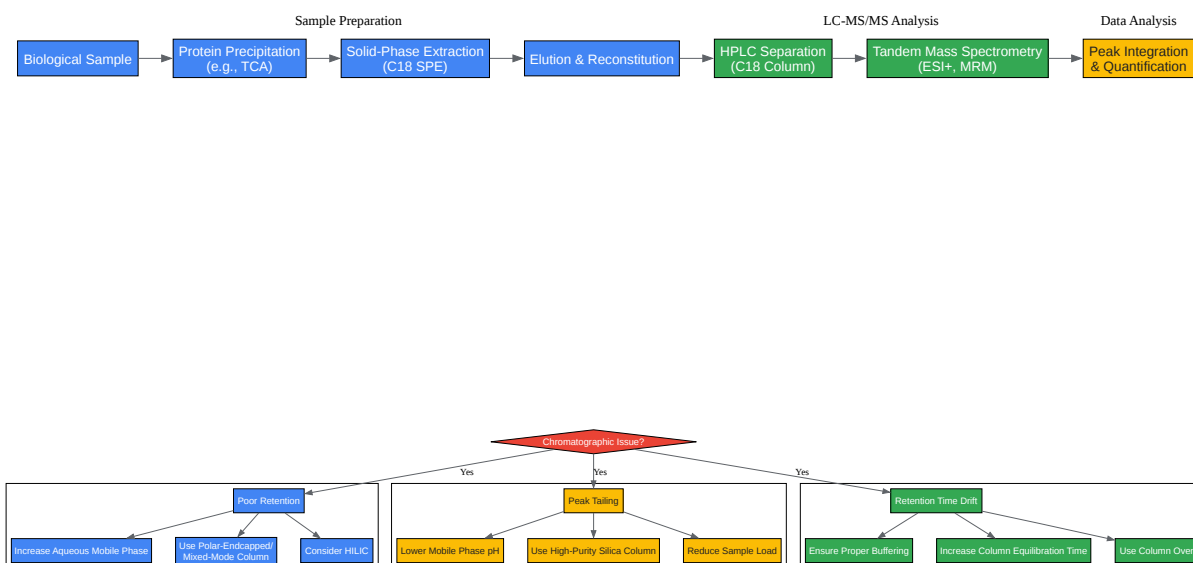 Sample Preparation
LC-MS/MS Analysis
Data Analysis
Biological Sample
Protein Precipitation
(e.g., TCA)
Solid-Phase Extraction
(C18 SPE)
Elution & Reconstitution
HPLC Separation
(C18 Column)
Tandem Mass Spectrometry
(ESI+, MRM)
Peak Integration
& Quantification
Chromatographic Issue?
Yes
Yes
Yes
Poor Retention
Peak Tailing
Retention Time Drift
Increase Aqueous Mobile Phase
Use Polar-Endcapped/
Mixed-Mode Column
Consider HILIC
Lower Mobile Phase pH
Use High-Purity Silica Column
Reduce Sample Load
Ensure Proper Buffering
Increase Column Equilibration Time
Use Column Oven